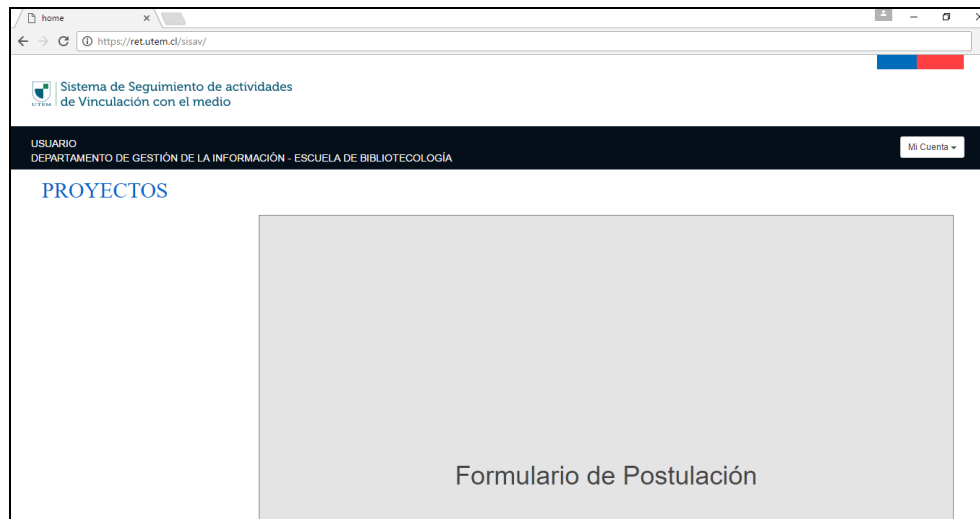 home
https://ret.utem.cl/sisav/
UTEM
Sistema de Seguimiento de actividades
de Vinculación con el medio
USUARIO
DEPARTAMENTO DE GESTIÓN DE LA INFORMACIÓN - ESCUELA DE BIBLIOTECOLOGÍA
Mi Cuenta
PROYECTOS
Formulario de Postulación